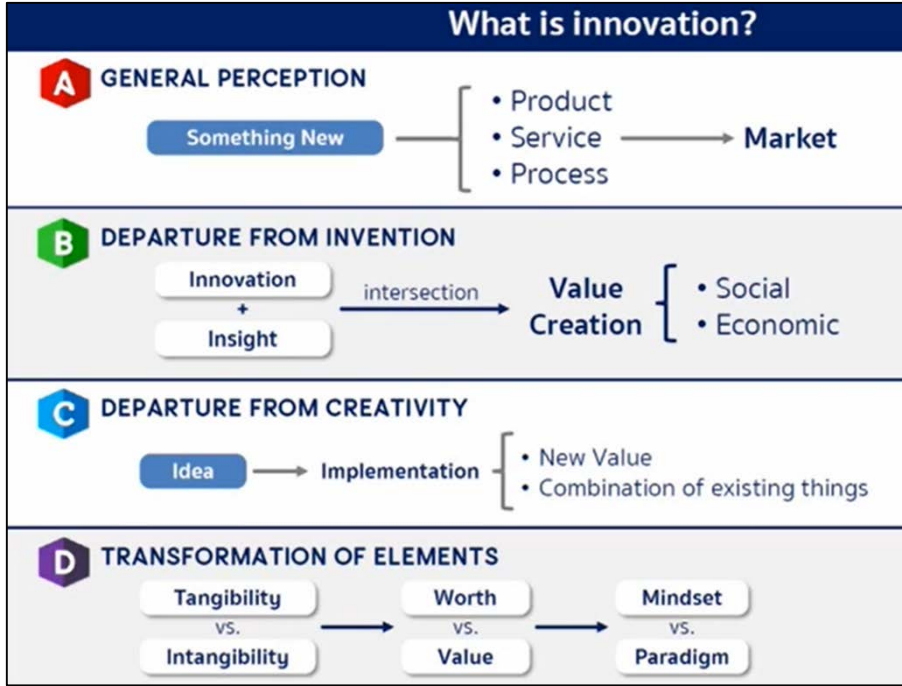 What is innovation?
A GENERAL PERCEPTION
Something New
• Product
• Service
• Process
Market
B DEPARTURE FROM INVENTION
Innovation
+
Insight
intersection
Value
Creation
• Social
• Economic
C DEPARTURE FROM CREATIVITY
Idea
Implementation
• New Value
• Combination of existing things
D TRANSFORMATION OF ELEMENTS
Tangibility
vs.
Intangibility
Worth
vs.
Value
Mindset
vs.
Paradigm